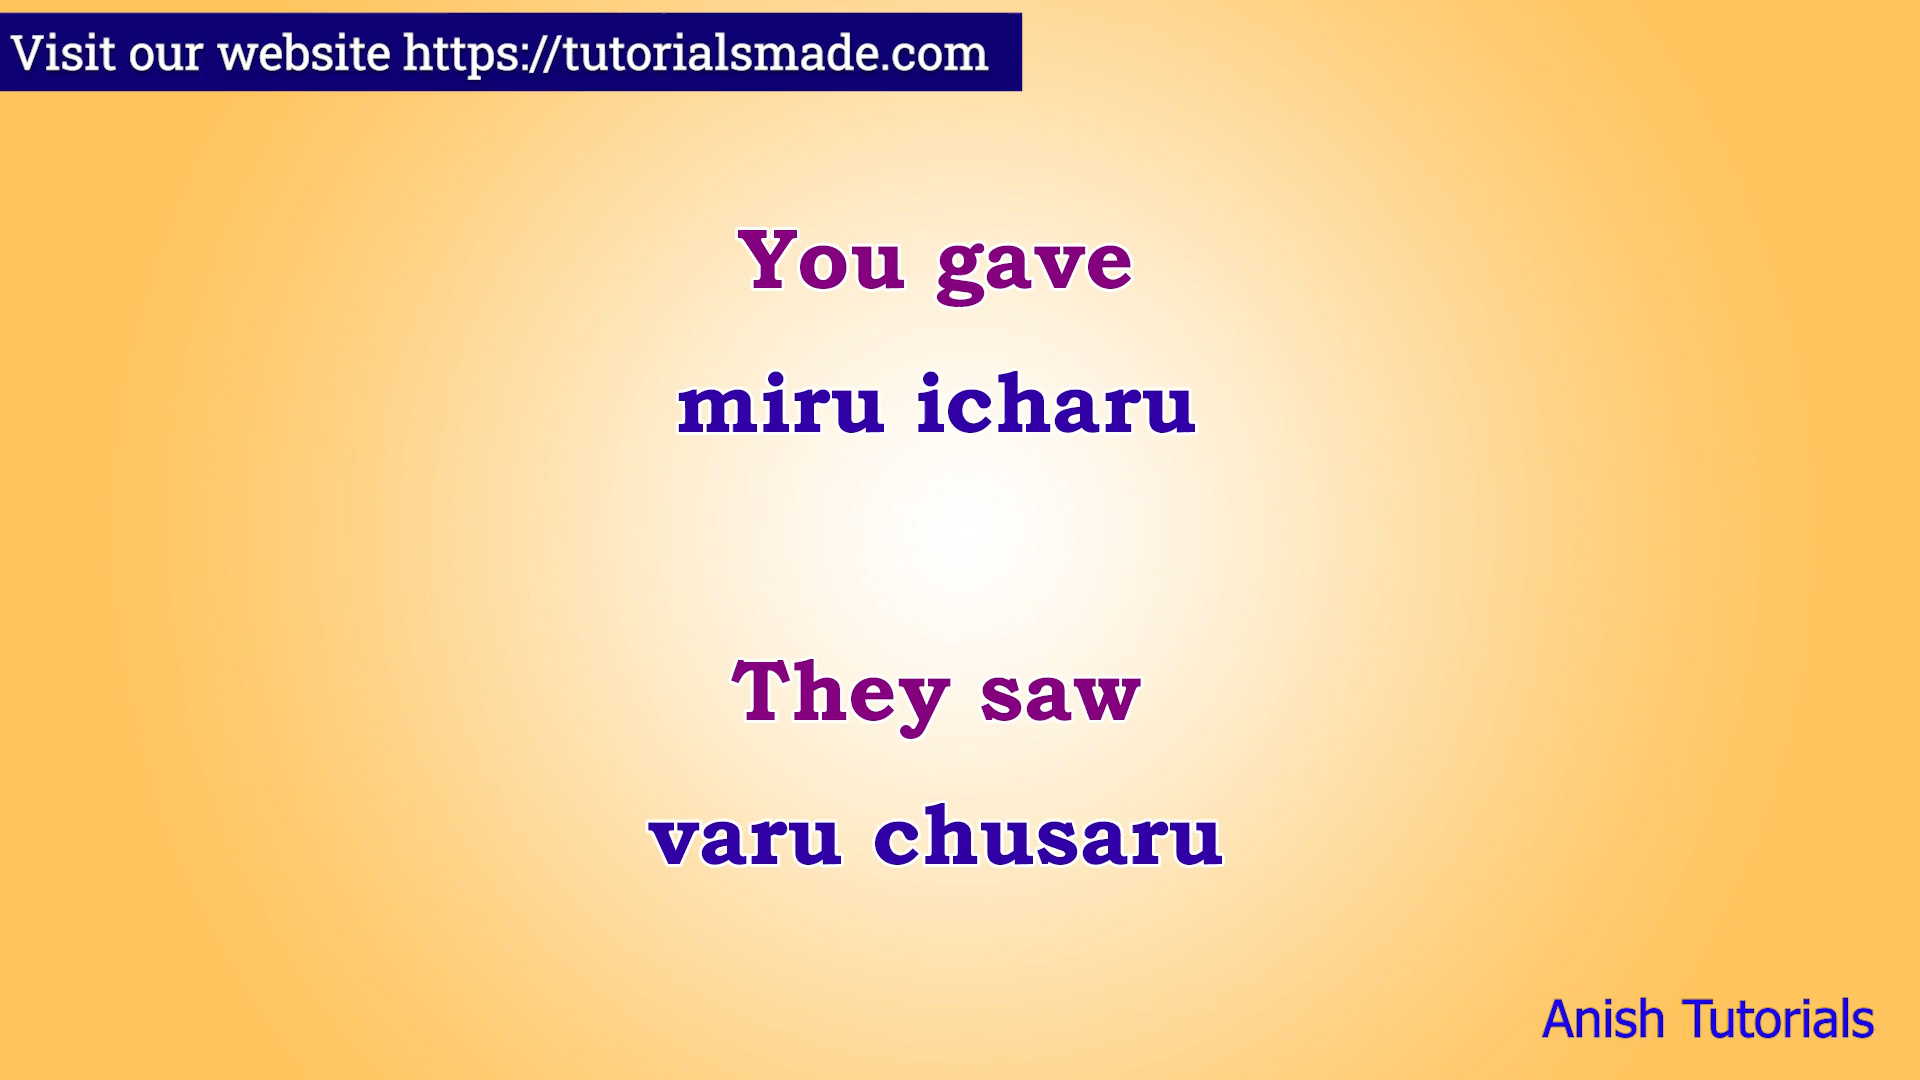 Visit our website https://tutorialsmade.com
You gave
miru icharu
They saw
varu chusaru
Anish Tutorials